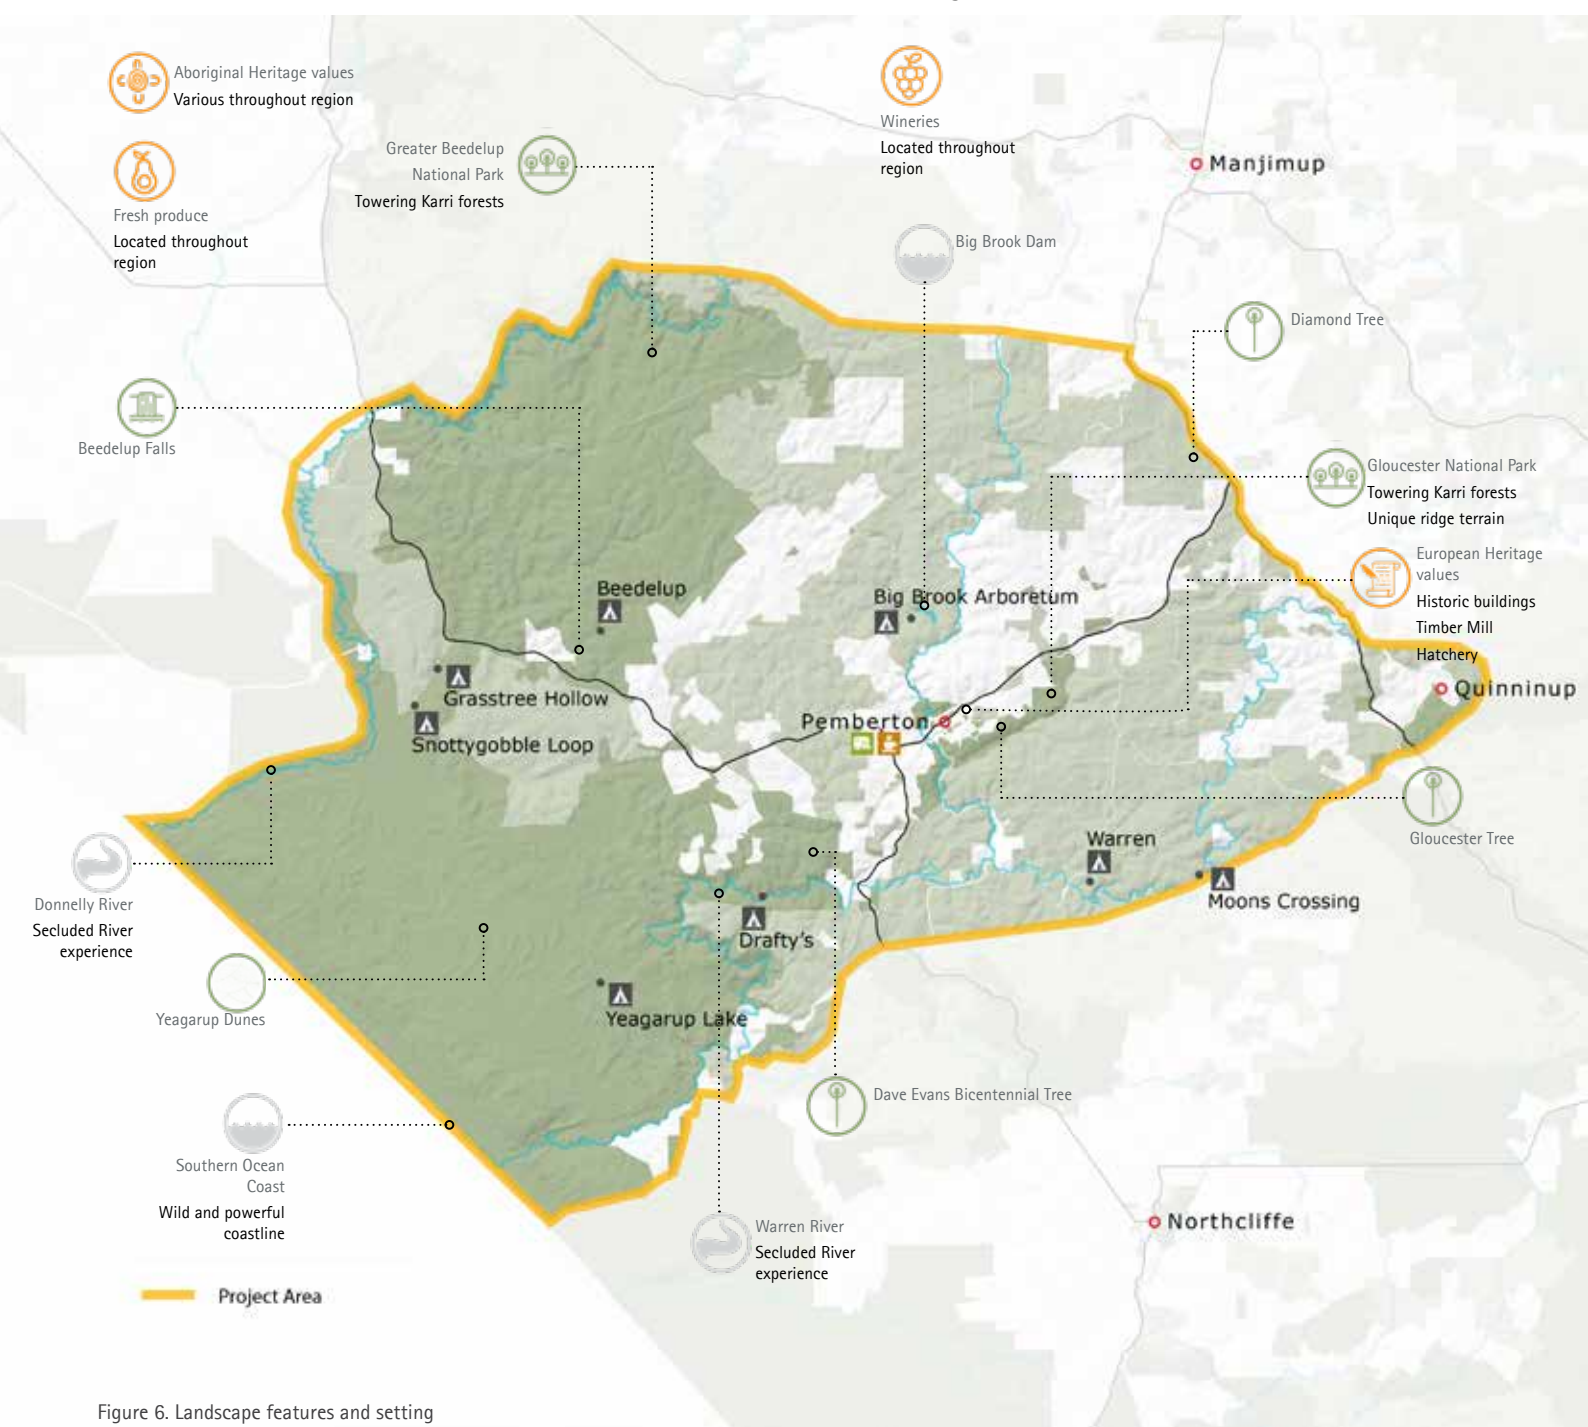 Aboriginal Heritage values
Various throughout region
Fresh produce
Located throughout
region
Greater Beedelup
National Park
Towering Karri forests
Wineries
Located throughout
region
Manjimup
Big Brook Dam
Diamond Tree
Beedelup Falls
Gloucester National Park
Towering Karri forests
Unique ridge terrain
European Heritage
values
Historic buildings
Timber Mill
Hatchery
Beedelup
Big Brook Arboretum
Grasstree Hollow
Snottygobble Loop
Pemberton
Quinninup
Gloucester Tree
Warren
Moons Crossing
Donnelly River
Secluded River
experience
Drafty's
Yeagarup Dunes
Yeagarup Lake
Dave Evans Bicentennial Tree
Southern Ocean
Coast
Wild and powerful
coastline
Warren River
Secluded River
experience
Northcliffe
Project Area
Figure 6. Landscape features and setting